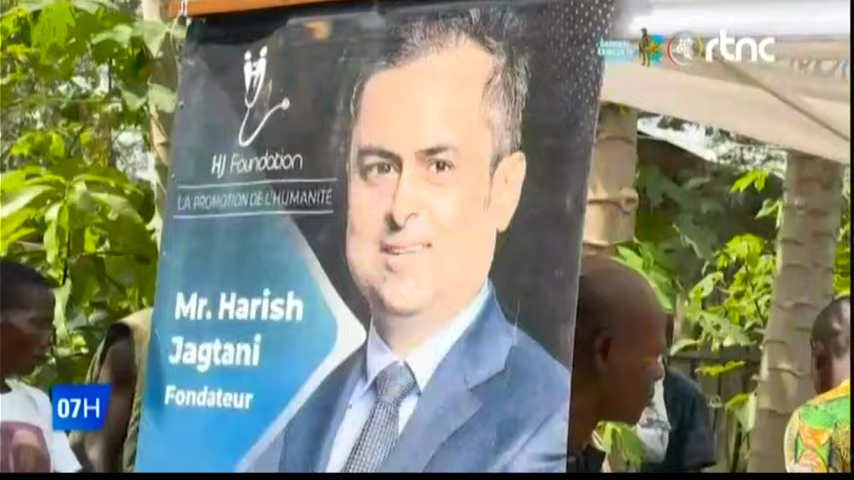 rtnc
HJ Foundation
LA PROMOTION DE L'HUMANITÉ
Mr. Harish
Jagtani
Fondateur
07H